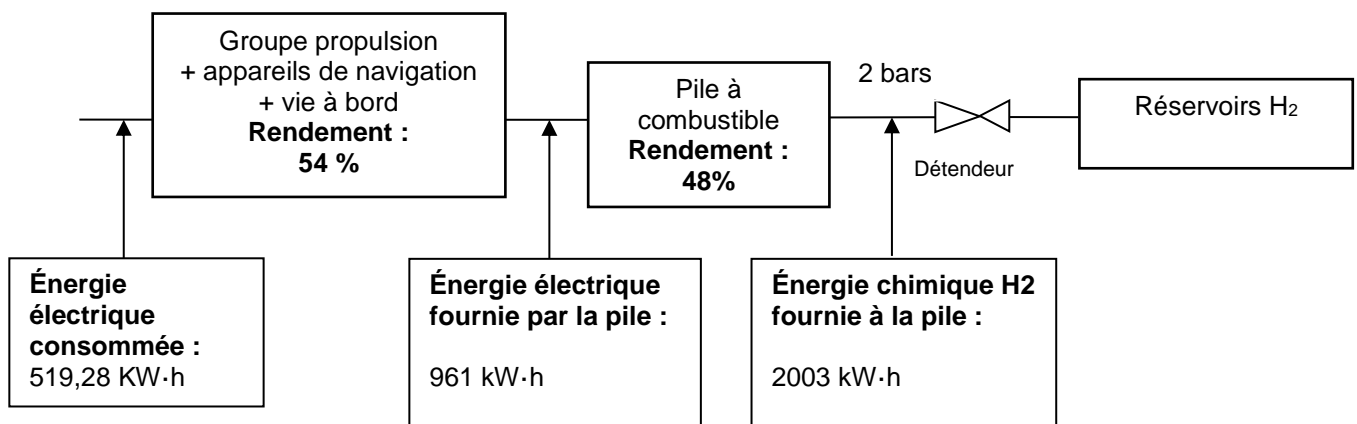 Groupe propulsion
+ appareils de navigation
+ vie à bord
Rendement :
54 %
Pile à
combustible
Rendement :
48%
2 bars
Détendeur
Réservoirs H2
Énergie
électrique
consommée :
519,28 KW·h
Énergie électrique
fournie par la pile :
961 kW·h
Énergie chimique H2
fournie à la pile :
2003 kW·h